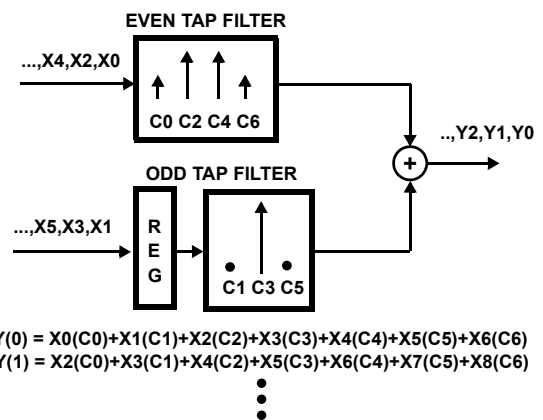 EVEN TAP FILTER
...,X4,X2,X0
C0 C2 C4 C6
..,Y2,Y1,Y0
+
ODD TAP FILTER
...,X5,X3,X1
R
E
G
C1 C3 C5
Y(0) = X0(C0)+X1(C1)+X2(C2)+X3(C3)+X4(C4)+X5(C5)+X6(C6)
Y(1) = X2(C0)+X3(C1)+X4(C2)+X5(C3)+X6(C4)+X7(C5)+X8(C6)